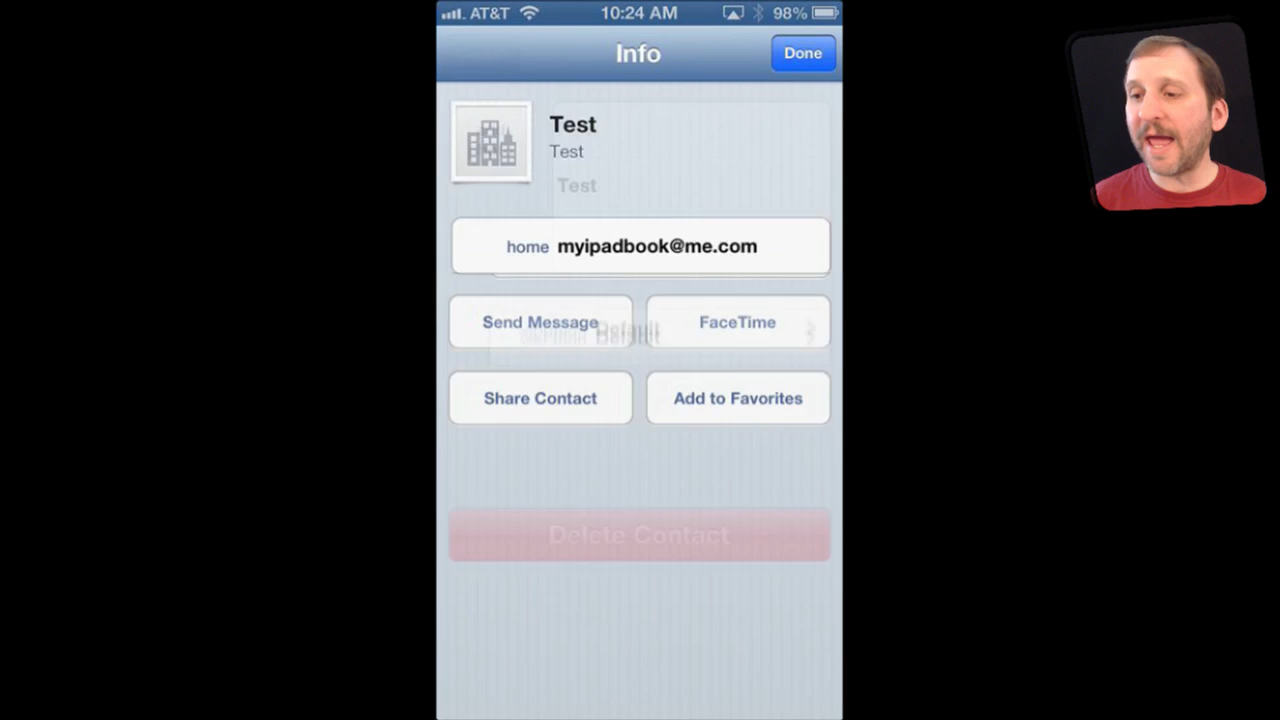 AT&T 10:24 AM 98%
Info Done
Test
Test
Test
home myipadbook@me.com
Send Message FaceTime
Default
Share Contact Add to Favorites
Delete Contact